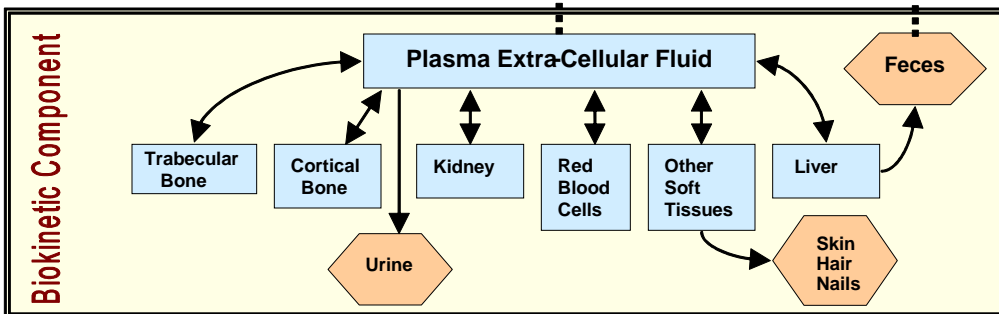 Biokinetic Component
Plasma Extra-Cellular Fluid
Feces
Trabecular
Bone
Cortical
Bone
Kidney
Red
Blood
Cells
Other
Soft
Tissues
Liver
Urine
Skin
Hair
Nails